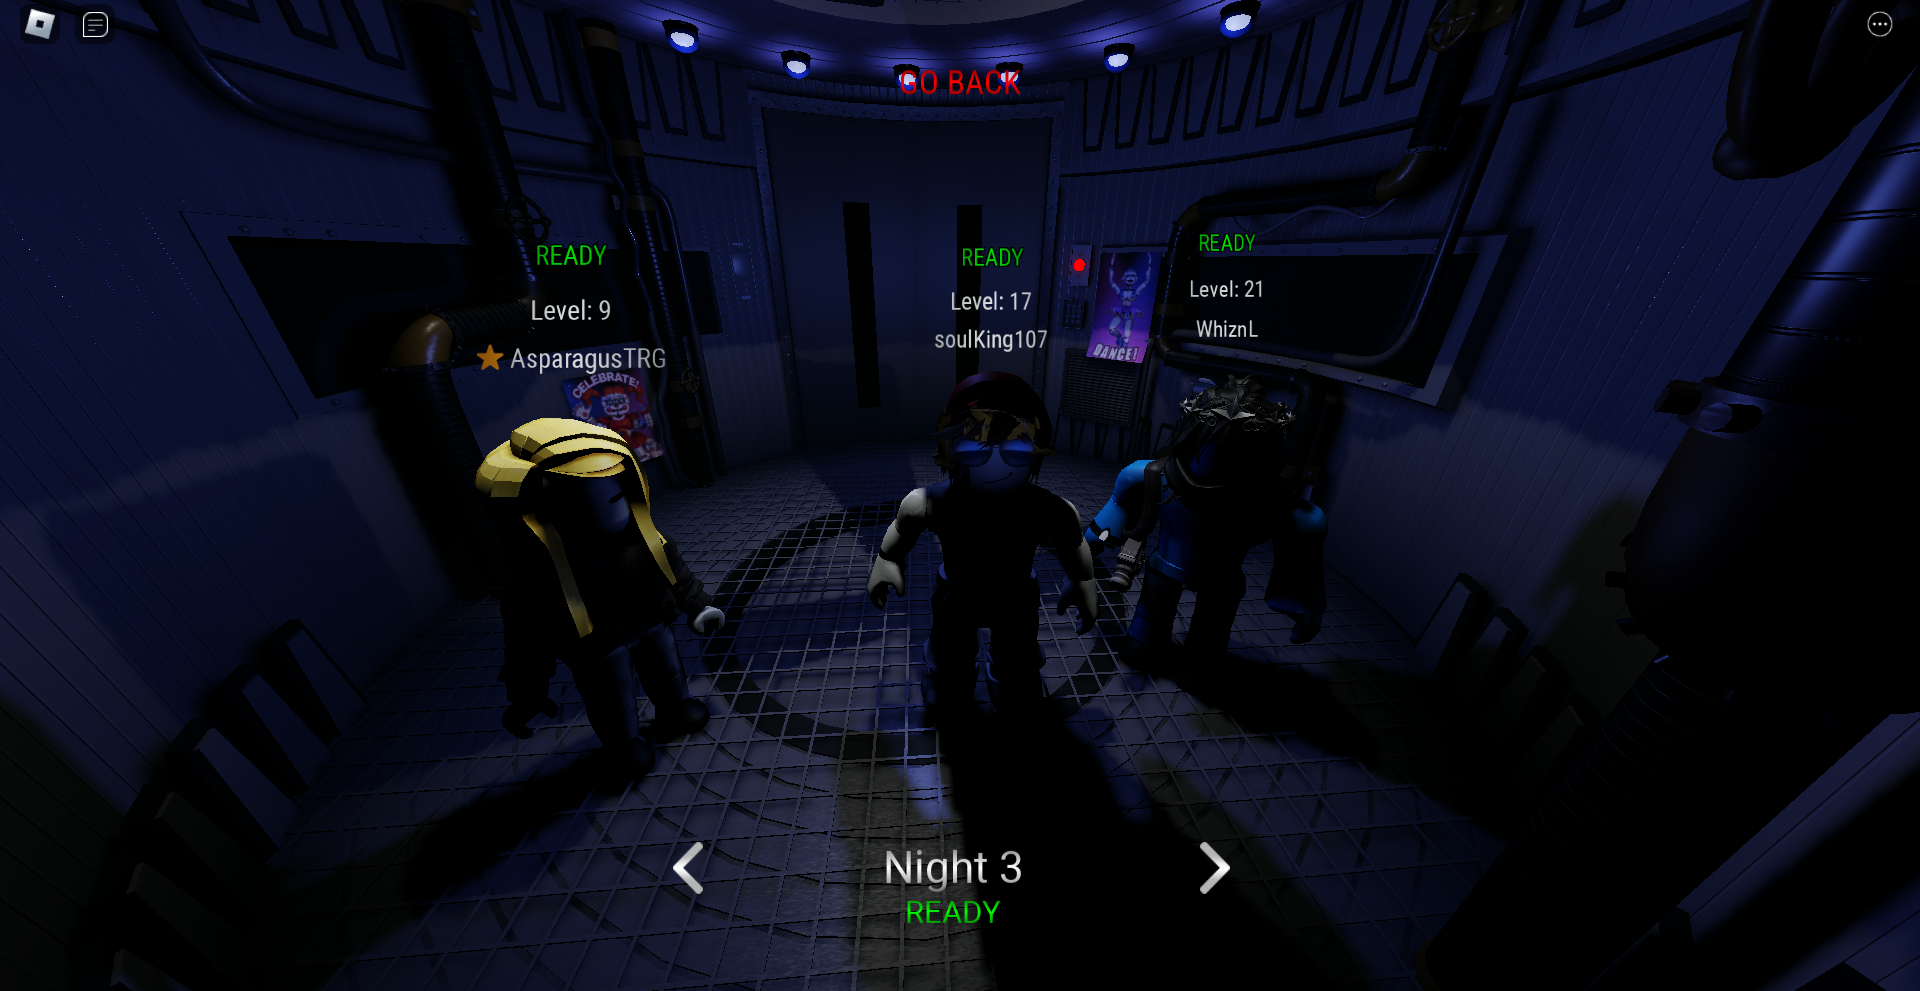 GO BACK
READY
Level: 9
AsparagusTRG
READY
Level: 17
soulKing107
READY
Level: 21
WhiznL
CELEBRATE!
DANCE!
Night 3
READY